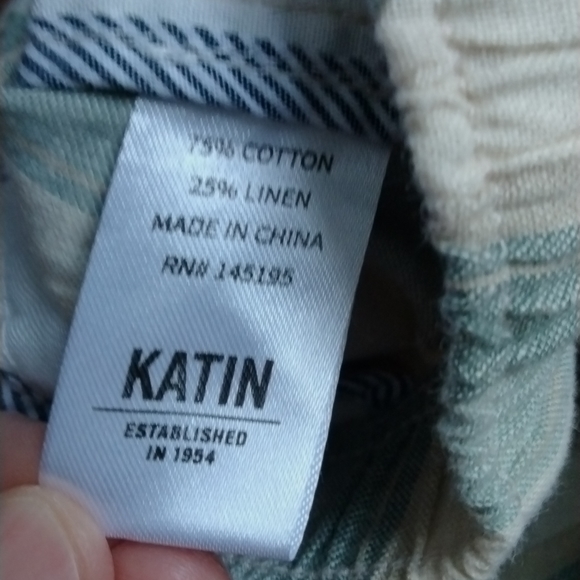 75% COTTON
25% LINEN
MADE IN CHINA
RN# 145195
KATIN
ESTABLISHED
IN 1954